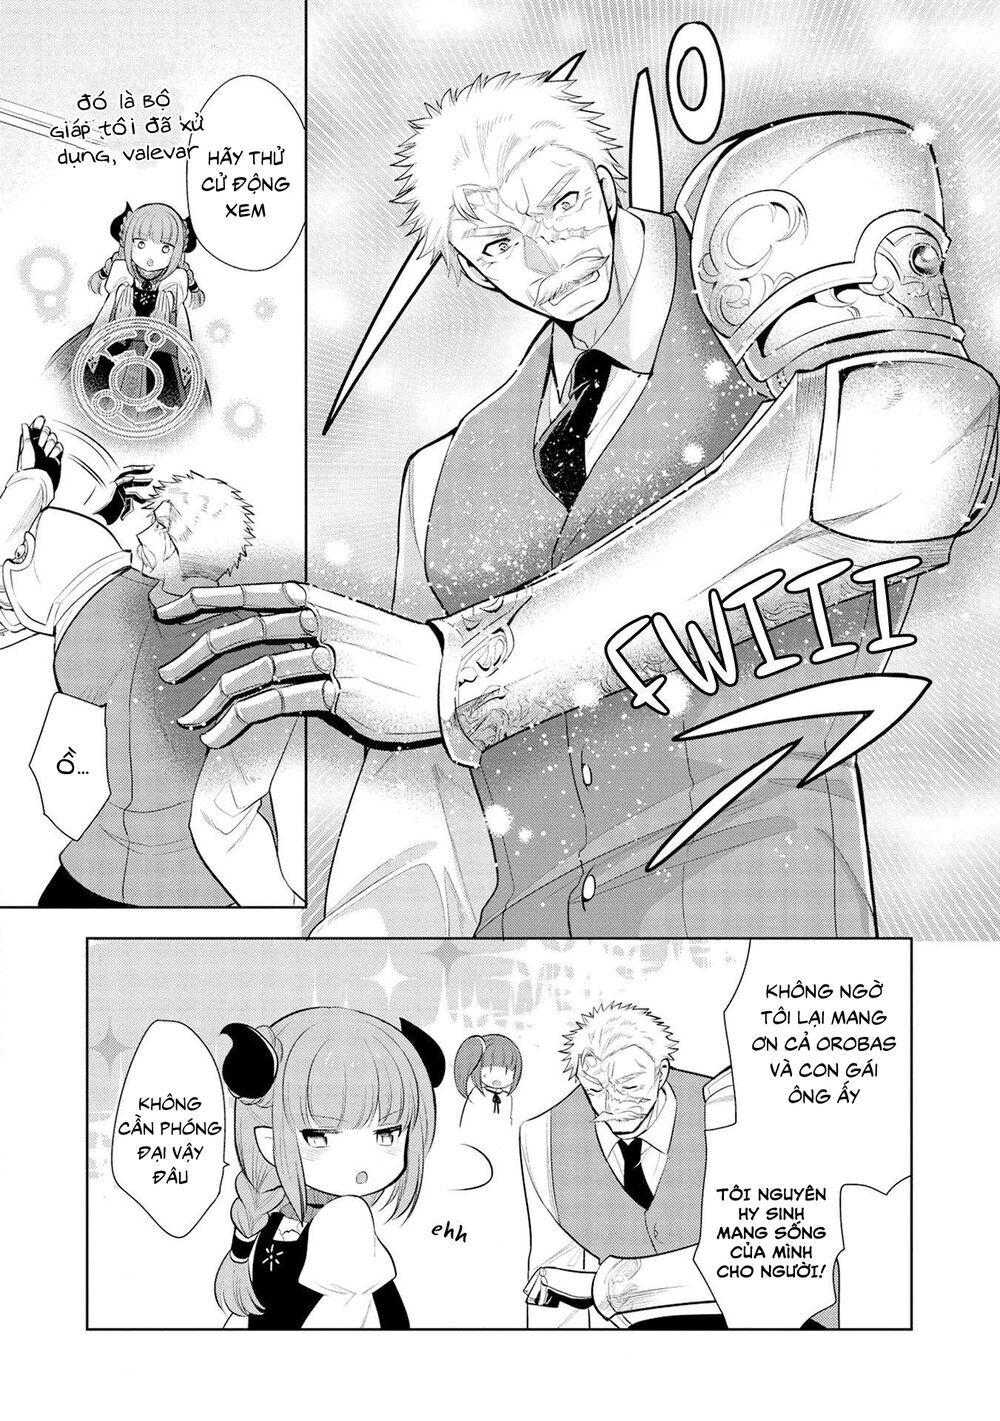 O
FWIII
đó là bộ
giáp tôi đã xử
dụng, valevar
HÃY THỬ
CỬ ĐỘNG
XEM
Ồ...
KHÔNG NGỜ
TÔI LẠI MANG
ƠN CẢ OROBAS
VÀ CON GÁI
ÔNG ẤY
TÔI NGUYÊN
HY SINH
MANG SỐNG
CỦA MÌNH
CHO NGƯỜI!
KHÔNG
CẦN PHÓNG
ĐẠI VẬY
ĐÂU
ehh